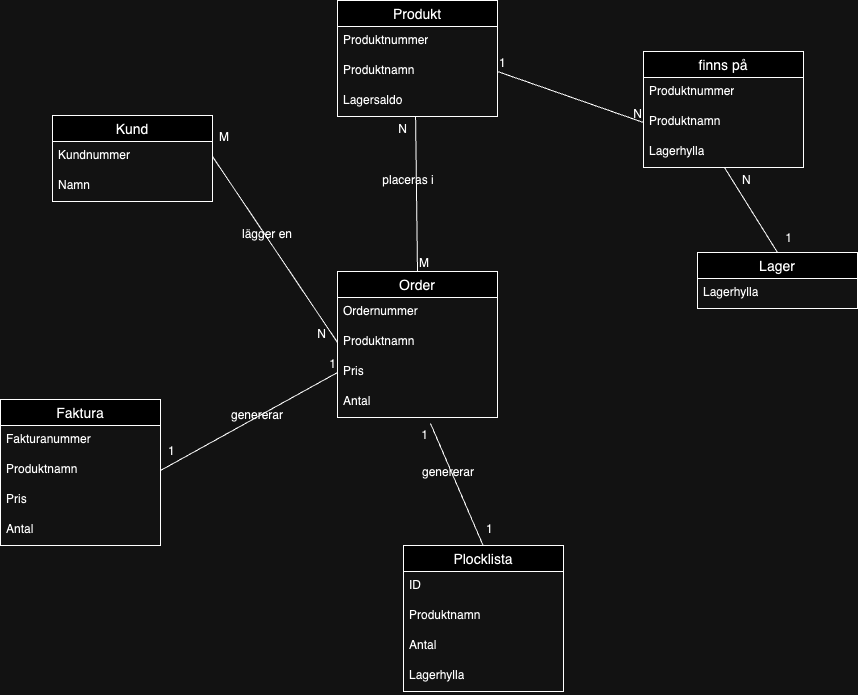 Produkt
Produktnummer
Produktnamn
Lagersaldo
1
N
finns på
Produktnummer
Produktnamn
Lagerhylla
N
1
Lager
Lagerhylla
Kund
Kundnummer
Namn
M
lägger en
N
N
placeras i
M
Order
Ordernummer
Produktnamn
Pris
Antal
1
genererar
1
Faktura
Fakturanummer
Produktnamn
Pris
Antal
1
genererar
1
Plocklista
ID
Produktnamn
Antal
Lagerhylla